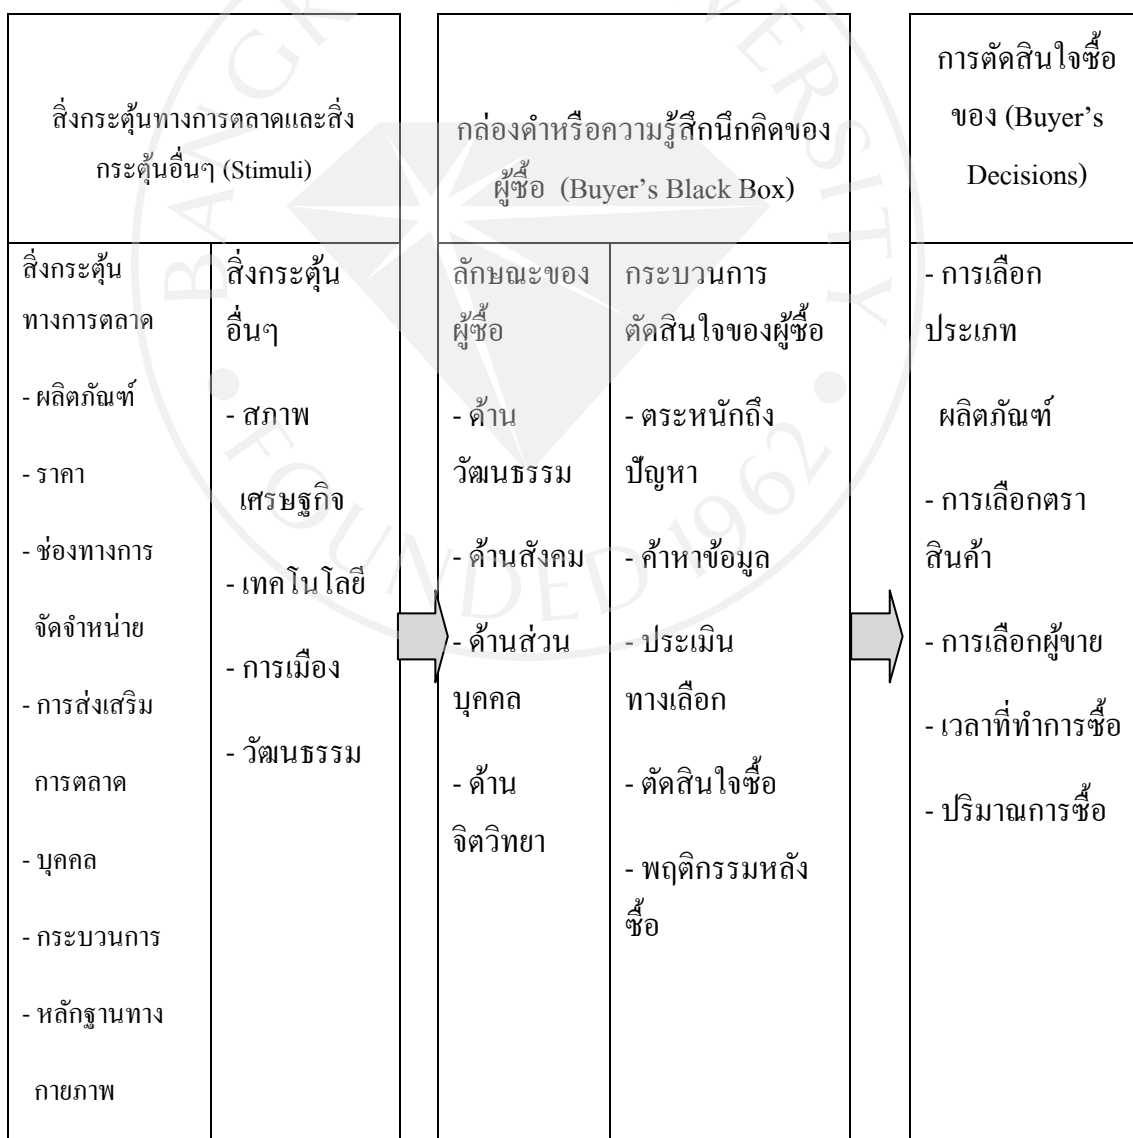 สิ่งกระตุ้นทางการตลาดและสิ่ง
กระตุ้นอื่นๆ (Stimuli)
สิ่งกระตุ้น
ทางการตลาด
- ผลิตภัณฑ์
- ราคา
- ช่องทางการ
จัดจำหน่าย
- การส่งเสริม
การตลาด
- บุคคล
- กระบวนการ
- หลักฐานทาง
กายภาพ
สิ่งกระตุ้น
อื่นๆ
- สภาพ
เศรษฐกิจ
- เทคโนโลยี
- การเมือง
- วัฒนธรรม
กล่องดำหรือความรู้สึกนึกคิดของ
ผู้ซื้อ (Buyer's Black Box)
ลักษณะของ
ผู้ซื้อ
- ด้าน
วัฒนธรรม
- ด้านสังคม
- ด้านส่วน
บุคคล
- ด้าน
จิตวิทยา
กระบวนการ
ตัดสินใจของผู้ซื้อ
- ตระหนักถึง
ปัญหา
- ค้าหาข้อมูล
- ประเมิน
ทางเลือก
- ตัดสินใจซื้อ
- พฤติกรรมหลัง
ซื้อ
การตัดสินใจซื้อ
ของ (Buyer's
Decisions)
- การเลือก
ประเภท
ผลิตภัณฑ์
- การเลือกตรา
สินค้า
- การเลือกผู้ขาย
- เวลาที่ทำการซื้อ
- ปริมาณการซื้อ
FOUNDED 1962